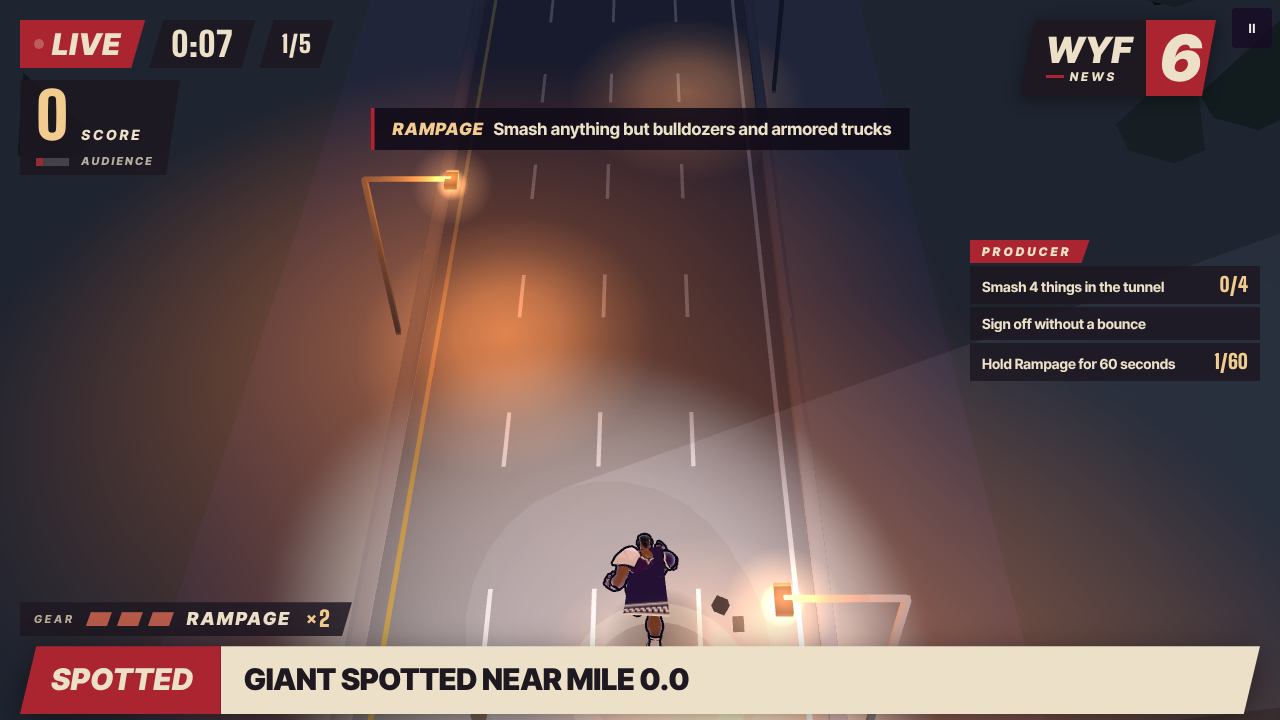 LIVE
0:07
1/5
0 SCORE
AUDIENCE
WYF
NEWS
6
RAMPAGE Smash anything but bulldozers and armored trucks
PRODUCER
Smash 4 things in the tunnel 0/4
Sign off without a bounce
Hold Rampage for 60 seconds 1/60
GEAR RAMPAGE ×2
SPOTTED GIANT SPOTTED NEAR MILE 0.0